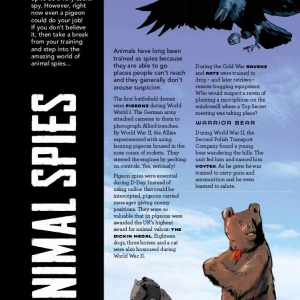 spy. However, right
now even a pigeon
could do your job!
If you don't believe
it, then take a break
from your training
and step into the
amazing world of
animal spies...
ANIMAL SPIES
Animals have long been
trained as spies because
they are able to go
places people can't reach
and they generally don't
arouse suspicion.
The first battlefield drones
were PIGEONS during World
War I. The German army
attached cameras to them to
photograph Allied trenches.
By World War II, the Allies
experimented with using
homing pigeons housed in the
nose cones of rockets. They
steered the engines by pecking
on controls. Yes, seriously!
Pigeons were essential
during D-Day. Instead of
using radios that could
be intercepted, pigeons carried
messages giving enemy
positions. They were so
valuable that 32 pigeons were
awarded the UK's highest
award for animal valour: THE
DICKIN MEDAL. Eighteen
dogs, three horses and a cat
were also honoured during
World War II.
During the Cold War RAVENS
and RATS were trained to
drop – and later retrieve –
remote bugging equipment.
Who would suspect a raven of
planting a microphone on the
windowsill where a Top Secret
meeting was taking place?
WARRIOR BEAR
During World War II, the
Second Polish Transport
Company found a young
bear wandering the hills. The
unit fed him and named him
VOYTEK. As he grew he was
trained to carry guns and
ammunition and he even
learned to salute.